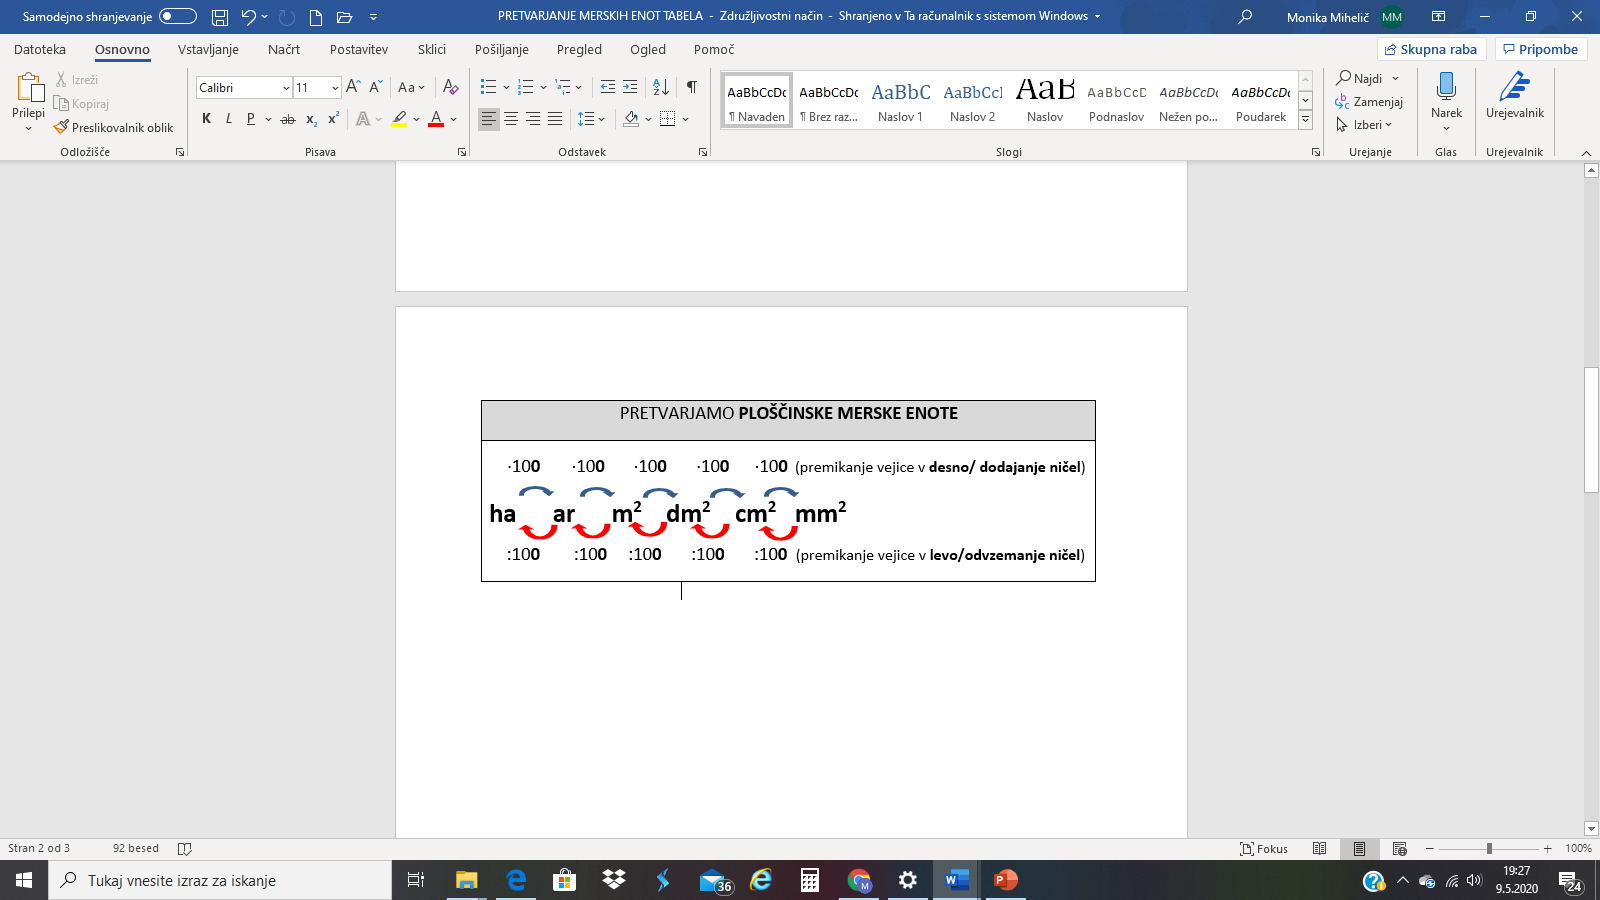 Samodejno shranjevanje
PRETVARJANJE MERSKIH ENOT TABELA - Združljivostni način - Shranjeno v Ta računalnik s sistemom Windows
Monika Mihelič MM
Datoteka Osnovno Vstavljanje Načrt Postavitev Sklici Pošiljanje Pregled Ogled Pomoč
Skupna raba Pripombe
Prilepi
Izreži
Kopiraj
Preslikovalnik oblik
Odložišče
Calibri 11 Aa
K L P ab x₂ x² A A
Pisava
Odstavek
AaBbCcDc AaBbCcDc AaBbC AaBbCcI AaB AaBbCcD AaBbCcDc AaBbCcDc
¶ Navaden ¶ Brez raz... Naslov 1 Naslov 2 Naslov Podnaslov Nežen po... Poudarek
Slogi
Najdi
Zamenjaj
Izberi
Urejanje
Narek
Glas
Urejevalnik
Urejevalnik
PRETVARJAMO PLOŠČINSKE MERSKE ENOTE
·100 ·100 ·100 ·100 ·100 (premikanje vejice v desno/ dodajanje ničel)
ha ar m² dm² cm² mm²
:100 :100 :100 :100 :100 (premikanje vejice v levo/odvzemanje ničel)
Stran 2 od 3 92 besed
Fokus
100%
Tukaj vnesite izraz za iskanje
36
19:27
9.5.2020
24